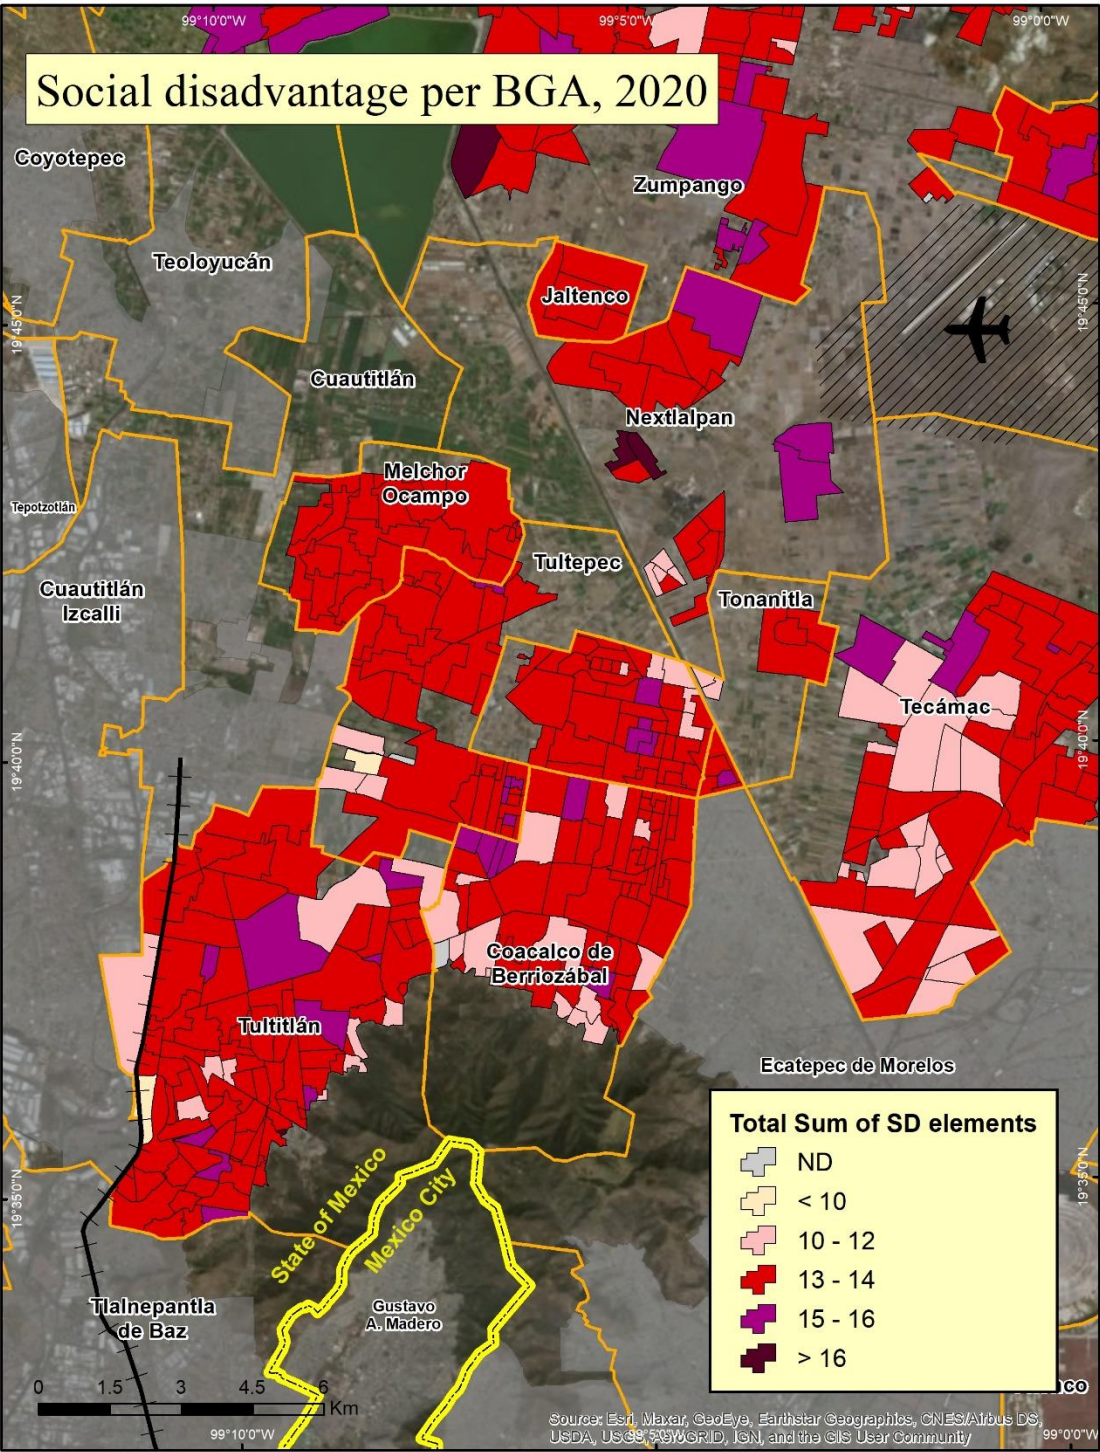 99°10'0"W
99°5'0"W
99°0'0"W
Social disadvantage per BGA, 2020
Coyotepec
Zumpango
Teoloyucán
Jaltenco
19°45'0"N
19°45'0"N
Cuautitlán
Nextlalpan
Melchor
Ocampo
Tepotzotlán
Tultepec
Cuautitlán
Izcalli
Tonanitla
Tecámac
19°40'0"N
19°40'0"N
Coacalco de
Berriozábal
Tultitlán
Ecatepec de Morelos
Total Sum of SD elements
ND
< 10
10 - 12
13 - 14
15 - 16
> 16
State of Mexico
Mexico City
19°35'0"N
19°35'0"N
Tlalnepantla
de Baz
Gustavo
A. Madero
0 1.5 3 4.5 6
Km
co
Source: Esri, Maxar, GeoEye, Earthstar Geographics, CNES/Airbus DS,
USDA, USGS, AeroGRID, IGN, and the GIS User Community
99°10'0"W
99°5'0"W
99°0'0"W